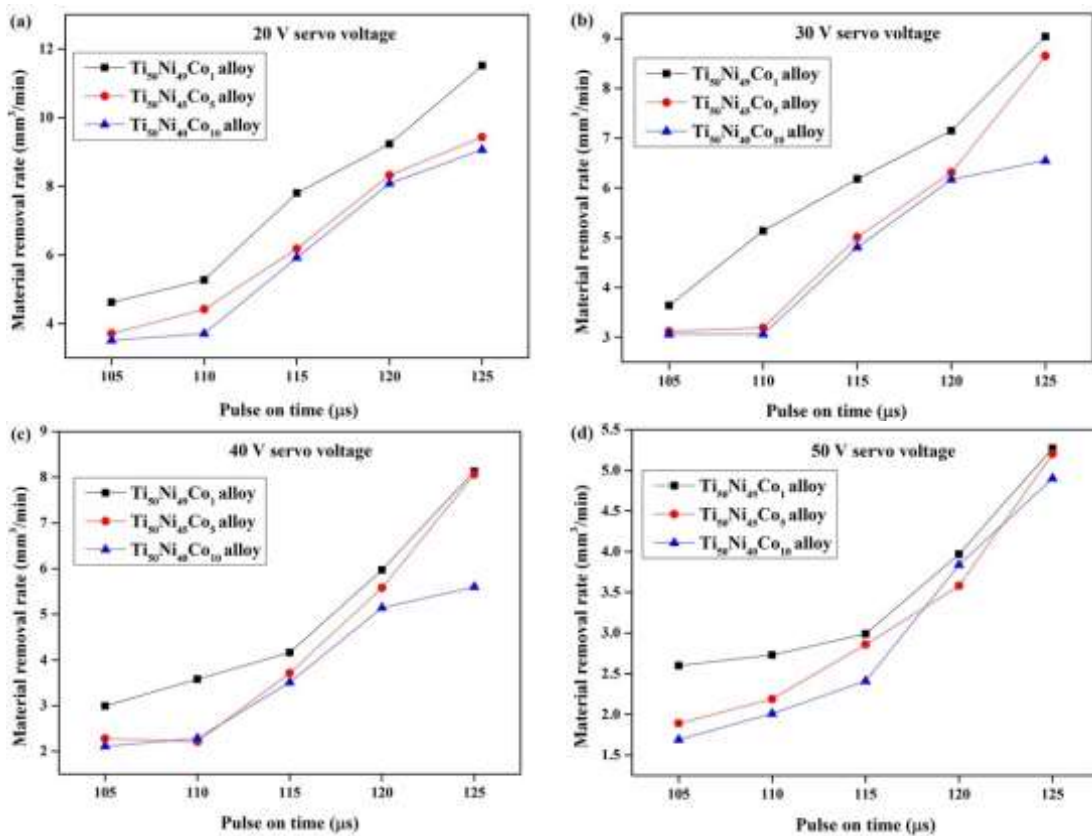 (a)
20 V servo voltage
Ti₅₀Ni₄₉Co₁ alloy
Ti₅₀Ni₄₅Co₅ alloy
Ti₅₀Ni₄₀Co₁₀ alloy
Material removal rate (mm³/min)
12
10
8
6
4
105 110 115 120 125
Pulse on time (µs)
(b)
30 V servo voltage
Ti₅₀Ni₄₉Co₁ alloy
Ti₅₀Ni₄₅Co₅ alloy
Ti₅₀Ni₄₀Co₁₀ alloy
Material removal rate (mm³/min)
9
8
7
6
5
4
3
105 110 115 120 125
Pulse on time (µs)
(c)
40 V servo voltage
Ti₅₀Ni₄₉Co₁ alloy
Ti₅₀Ni₄₅Co₅ alloy
Ti₅₀Ni₄₀Co₁₀ alloy
Material removal rate (mm³/min)
9
8
7
6
5
4
3
2
105 110 115 120 125
Pulse on time (µs)
(d)
50 V servo voltage
Ti₅₀Ni₄₉Co₁ alloy
Ti₅₀Ni₄₅Co₅ alloy
Ti₅₀Ni₄₀Co₁₀ alloy
Material removal rate (mm³/min)
5.5
5.0
4.5
4.0
3.5
3.0
2.5
2.0
1.5
105 110 115 120 125
Pulse on time (µs)